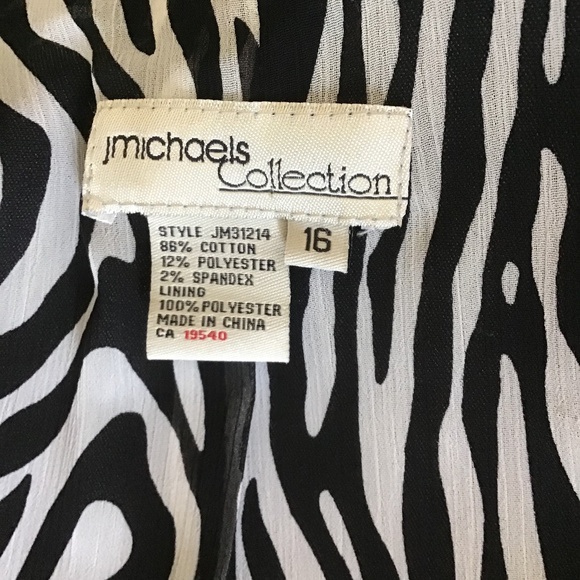 jmichaels
Collection
16
STYLE JM31214
86% COTTON
12% POLYESTER
2% SPANDEX
LINING
100% POLYESTER
MADE IN CHINA
CA 19540